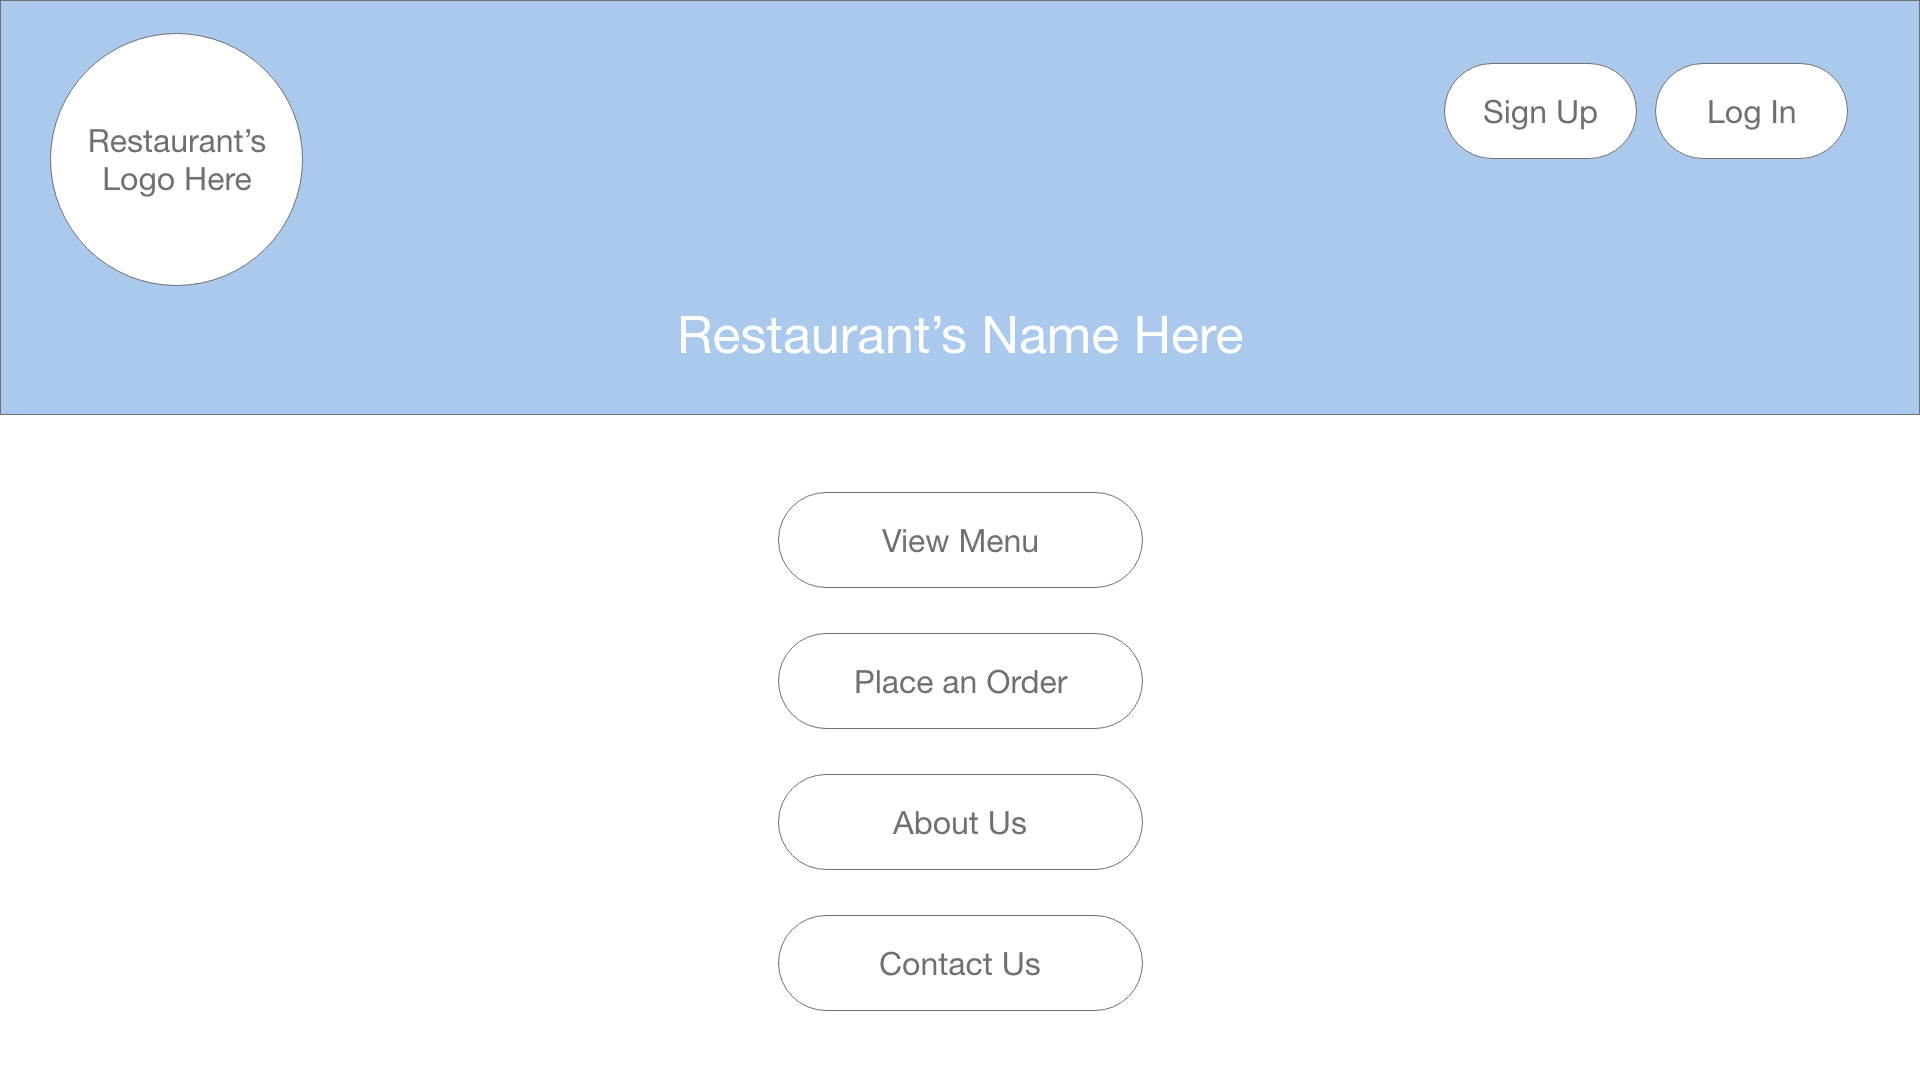 Restaurant’s
Logo Here
Sign Up
Log In
Restaurant’s Name Here
View Menu
Place an Order
About Us
Contact Us